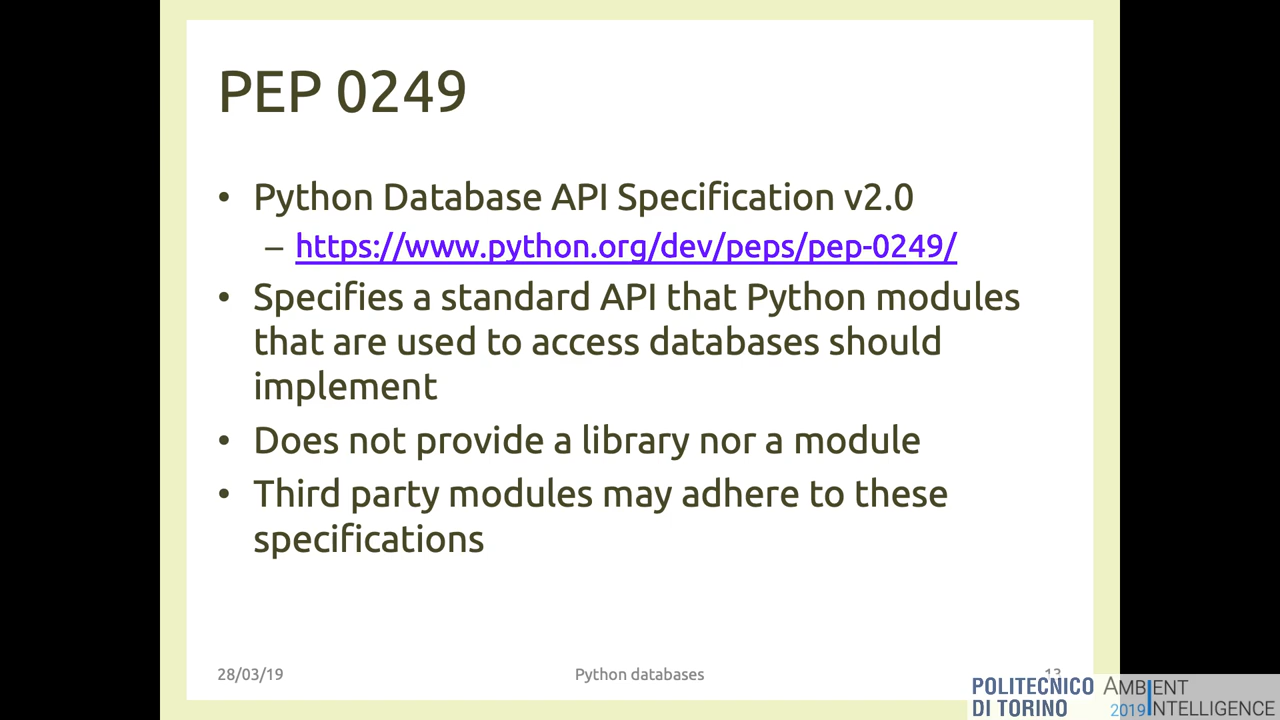 PEP 0249
• Python Database API Specification v2.0
– https://www.python.org/dev/peps/pep-0249/
• Specifies a standard API that Python modules
that are used to access databases should
implement
• Does not provide a library nor a module
• Third party modules may adhere to these
specifications
28/03/19
Python databases
13
POLITECNICO
DI TORINO
AMBIENT
2019 INTELLIGENCE